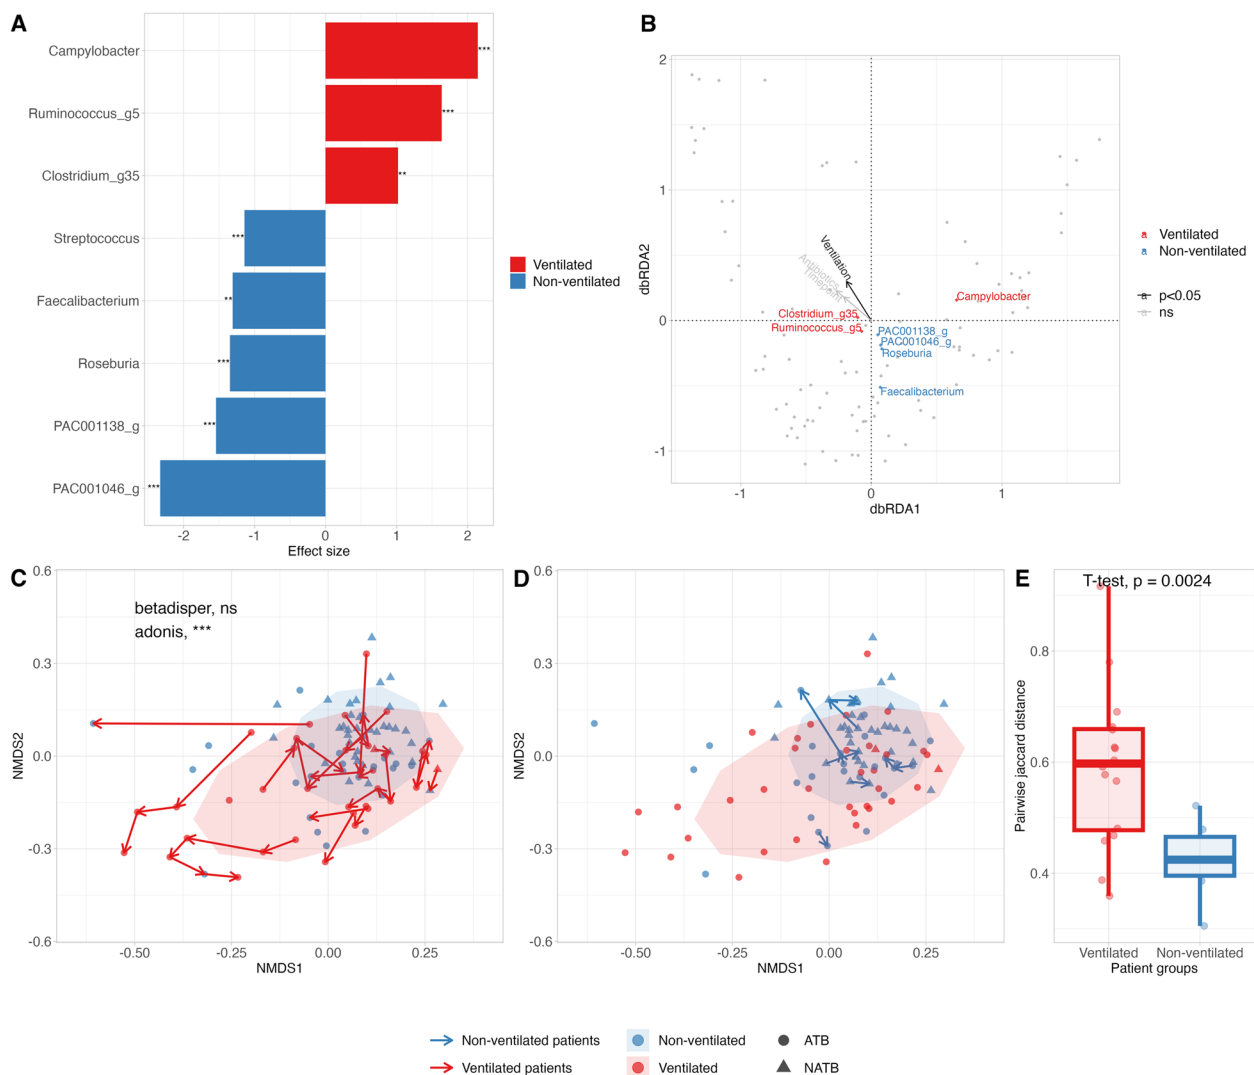 A
Campylobacter
***
Ruminococcus_g5
***
Clostridium_g35
**
Streptococcus
***
Faecalibacterium
**
Roseburia
***
PAC001138_g
***
PAC001046_g
***
-2
-1
0
1
2
Effect size
Ventilated
Non-ventilated
B
2
1
0
-1
dbRDA2
Ventilation
Antibiotics
Timepoint
Campylobacter
Clostridium_g35
Ruminococcus_g5
PAC001138_g
PAC001046_g
Roseburia
Faecalibacterium
-1
0
1
dbRDA1
a Ventilated
a Non-ventilated
a p<0.05
a ns
C
0.6
0.3
0.0
-0.3
-0.6
NMDS2
betadisper, ns
adonis, ***
-0.50
-0.25
0.00
0.25
NMDS1
D
0.6
0.3
0.0
-0.3
-0.6
NMDS2
-0.50
-0.25
0.00
0.25
NMDS1
E
T-test, p = 0.0024
0.8
0.6
0.4
Pairwise jaccard distance
Ventilated
Non-ventilated
Patient groups
Non-ventilated patients
Ventilated patients
Non-ventilated
Ventilated
ATB
NATB